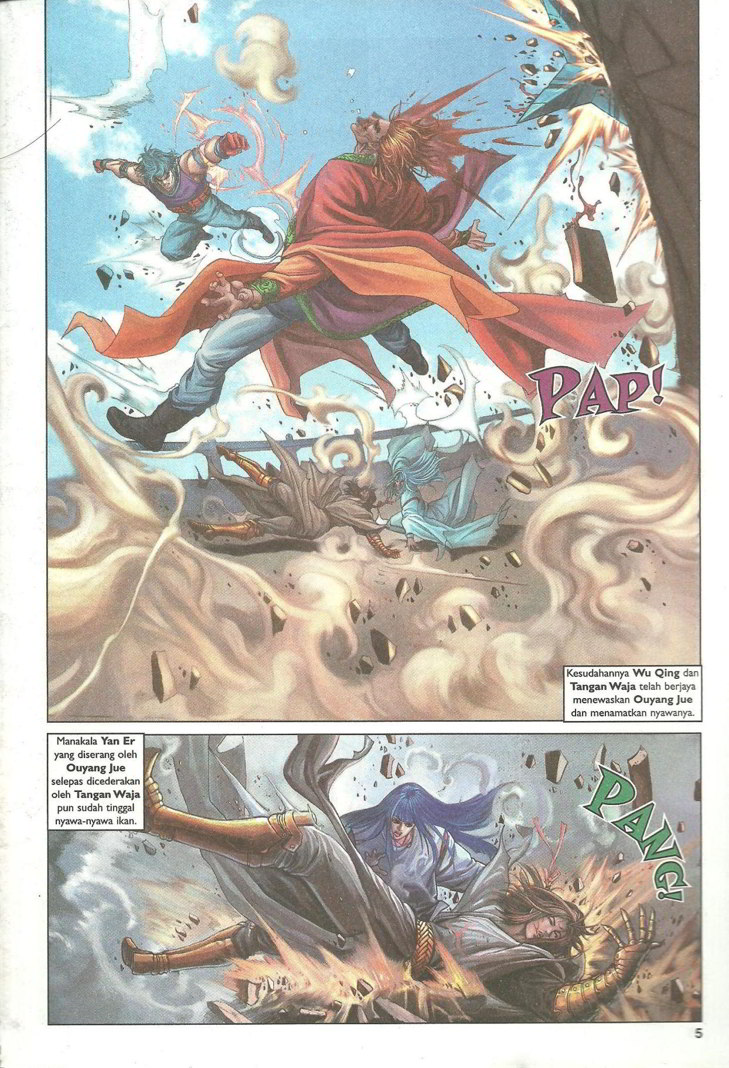 PAP!
Kesudahannya Wu Qing dan
Tangan Waja telah berjaya
menewaskan Ouyang Jue
dan menamatkan nyawanya.
Manakala Yan Er
yang diserang oleh
Ouyang Jue
selepas dicederakan
oleh Tangan Waja
pun sudah tinggal
nyawa-nyawa ikan.
PANG!
5